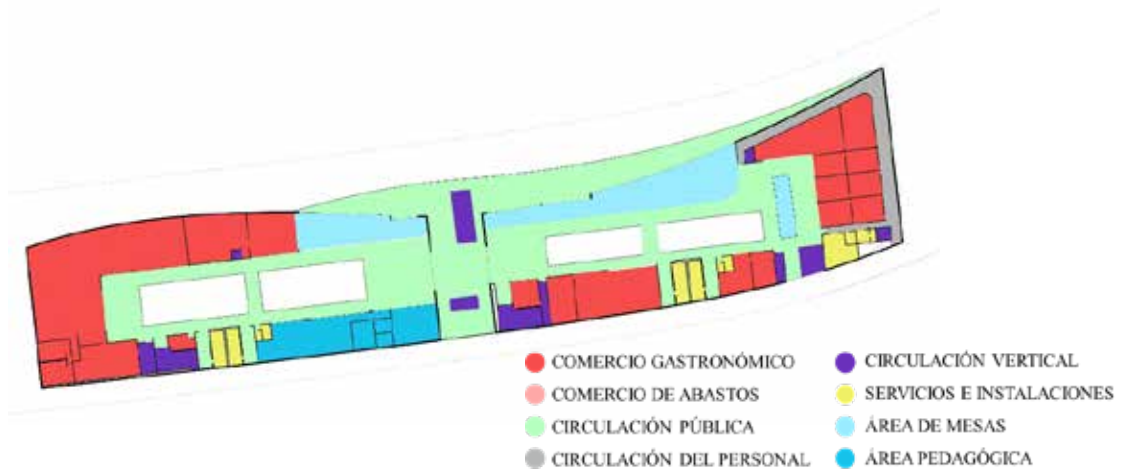 COMERCIO GASTRONÓMICO
COMERCIO DE ABASTOS
CIRCULACIÓN PÚBLICA
CIRCULACIÓN DEL PERSONAL
CIRCULACIÓN VERTICAL
SERVICIOS E INSTALACIONES
ÁREA DE MESAS
ÁREA PEDAGÓGICA